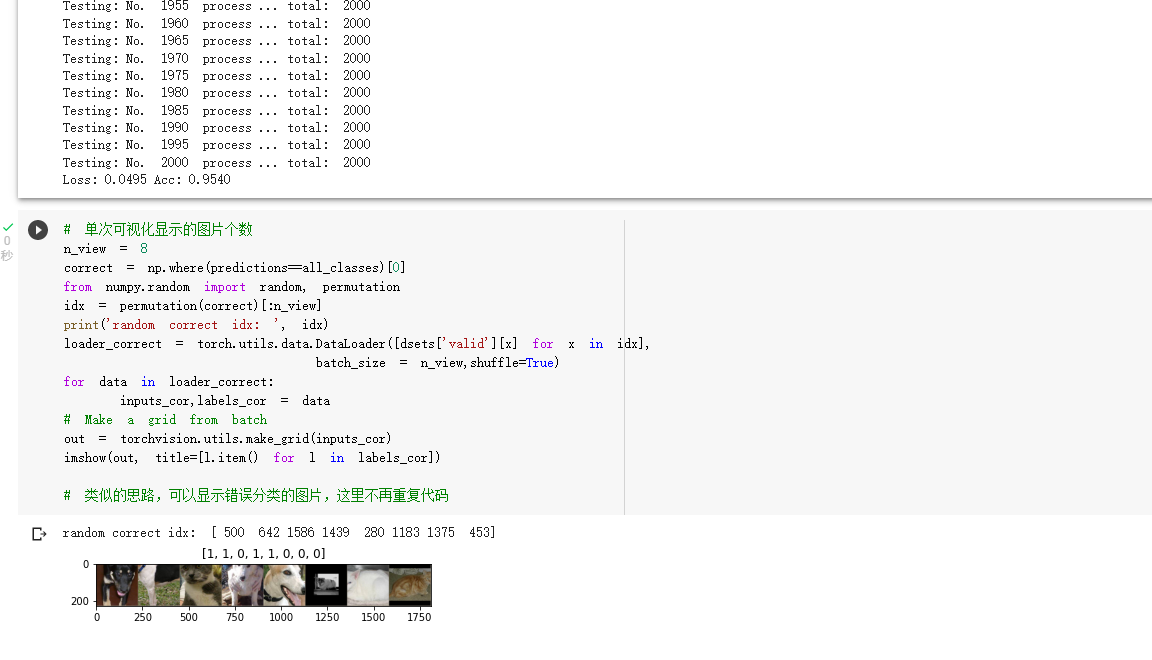 Testing: No. 1955 process ... total: 2000
Testing: No. 1960 process ... total: 2000
Testing: No. 1965 process ... total: 2000
Testing: No. 1970 process ... total: 2000
Testing: No. 1975 process ... total: 2000
Testing: No. 1980 process ... total: 2000
Testing: No. 1985 process ... total: 2000
Testing: No. 1990 process ... total: 2000
Testing: No. 1995 process ... total: 2000
Testing: No. 2000 process ... total: 2000
Loss: 0.0495 Acc: 0.9540
0
秒
# 单次可视化显示的图片个数
n_view = 8
correct = np.where(predictions==all_classes)[0]
from numpy.random import random, permutation
idx = permutation(correct)[:n_view]
print('random correct idx: ', idx)
loader_correct = torch.utils.data.DataLoader([dsets['valid'][x] for x in idx],
batch_size = n_view,shuffle=True)
for data in loader_correct:
inputs_cor,labels_cor = data
# Make a grid from batch
out = torchvision.utils.make_grid(inputs_cor)
imshow(out, title=[l.item() for l in labels_cor])
# 类似的思路，可以显示错误分类的图片，这里不再重复代码
random correct idx: [ 500 642 1586 1439 280 1183 1375 453]
[1, 1, 0, 1, 1, 0, 0, 0]
0
200
0 250 500 750 1000 1250 1500 1750